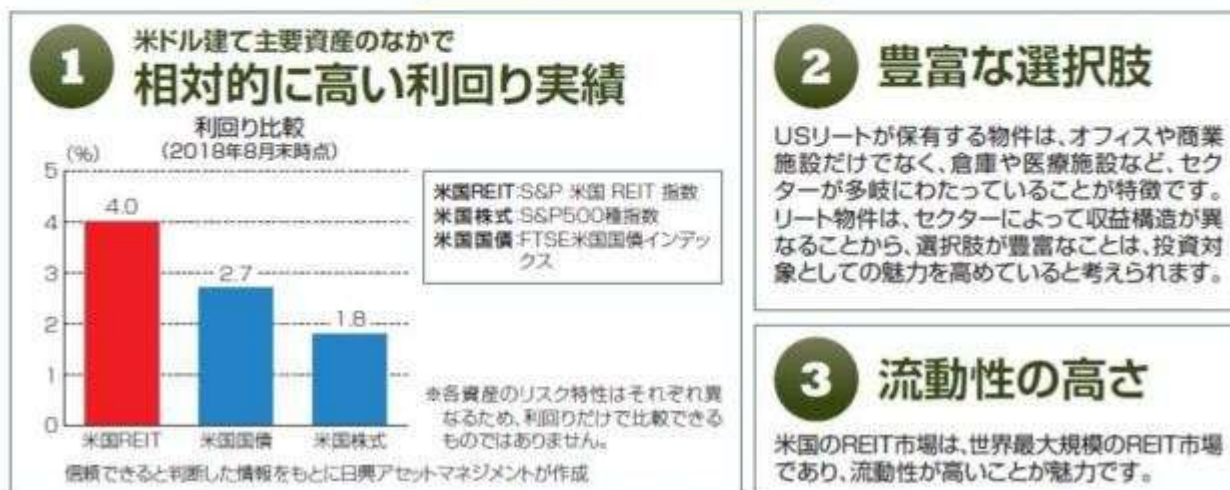 1
米ドル建て主要資産のなかで
相対的に高い利回り実績
利回り比較
(2018年8月末時点)
(%)
5
4
3
2
1
0
4.0
2.7
1.8
米国REIT
米国国債
米国株式
米国REIT:S&P 米国 REIT 指数
米国株式:S&P500種指数
米国国債:FTSE米国国債インデッ
クス
※各資産のリスク特性はそれぞれ異
なるため、利回りだけで比較できる
ものではありません。
信頼できると判断した情報をもとに日興アセットマネジメントが作成
2
豊富な選択肢
USリートが保有する物件は、オフィスや商業
施設だけでなく、倉庫や医療施設など、セク
ターが多岐にわたっていることが特徴です。
リート物件は、セクターによって収益構造が異
なることから、選択肢が豊富なことは、投資対
象としての魅力を高めていると考えられます。
3
流動性の高さ
米国のREIT市場は、世界最大規模のREIT市場
であり、流動性が高いことが魅力です。